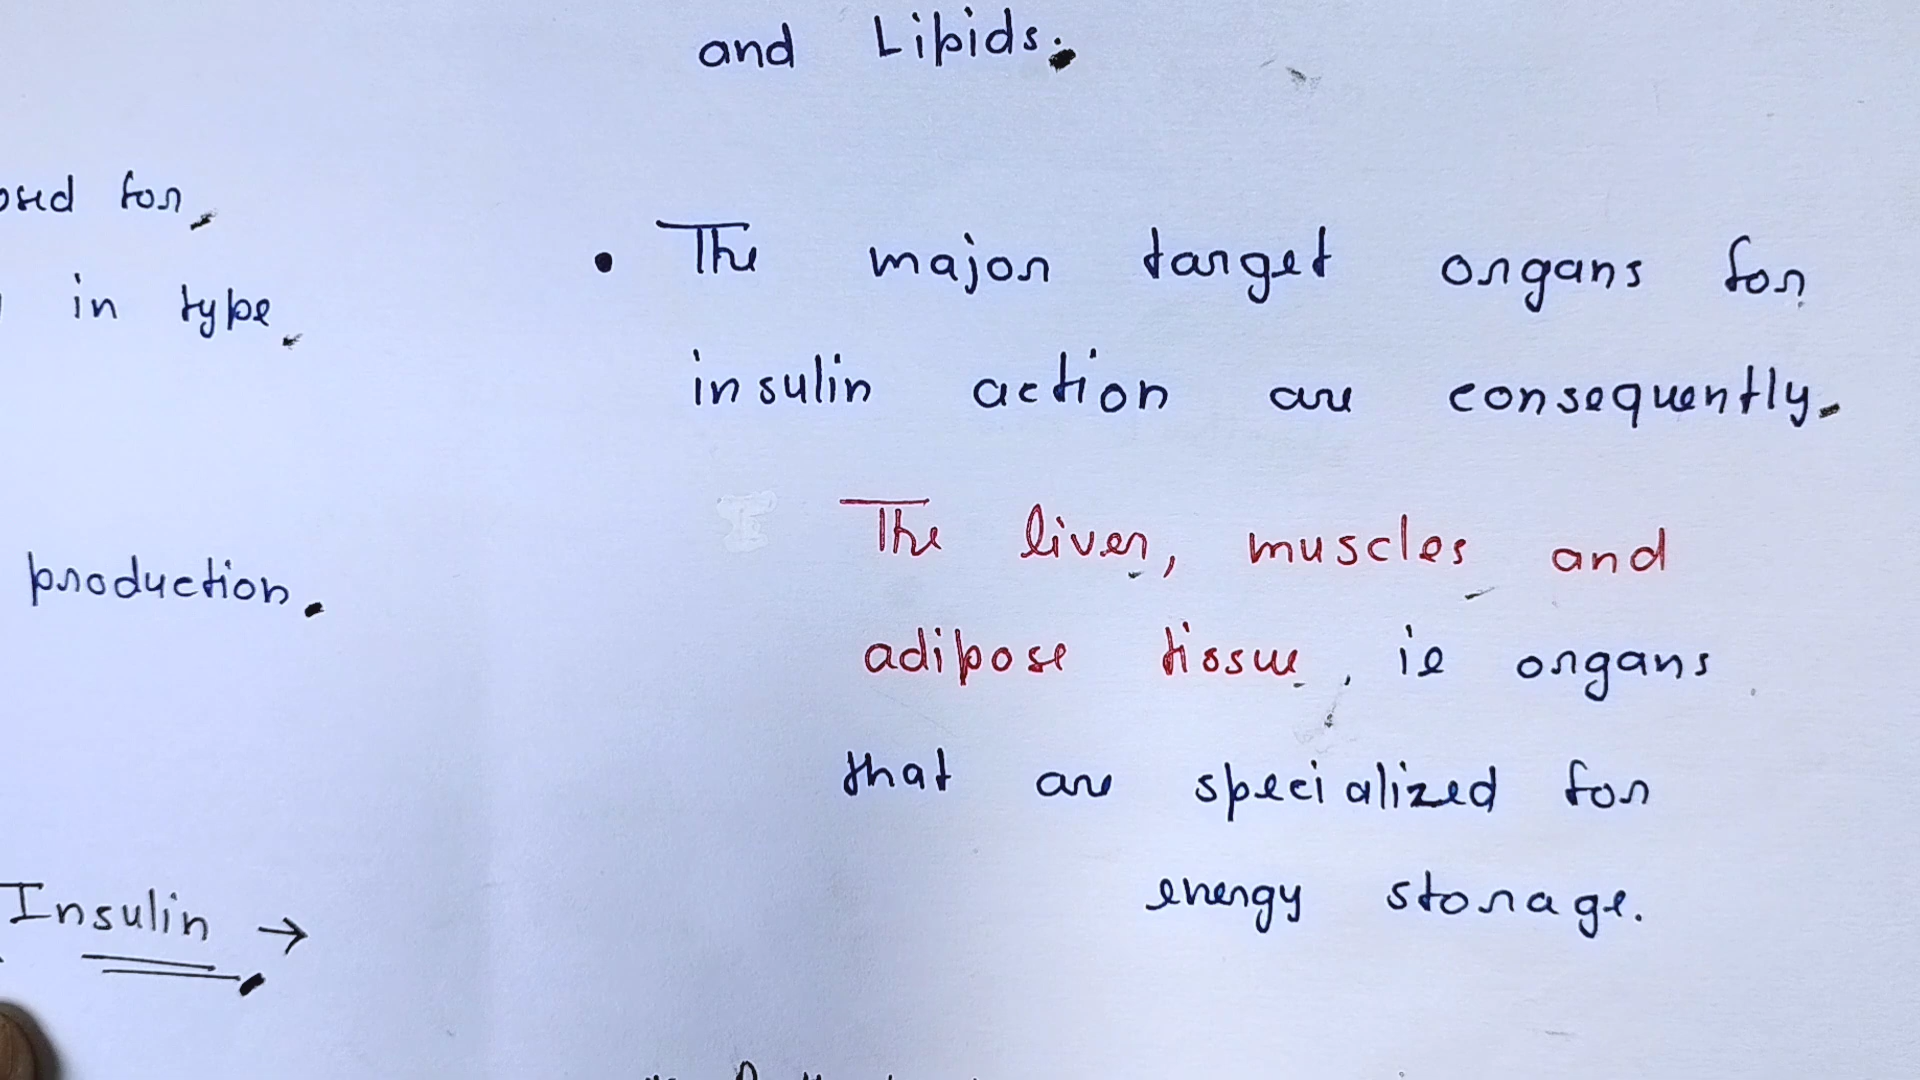 and Lipids.
for,
in type
production.
Insulin →
• The major target organs for
insulin action are consequently.
The liver, muscles and
adipose tissue, ie organs
that are specialized for
energy storage.